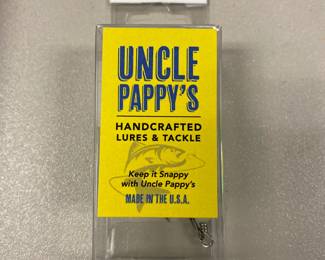 UNCLE
PAPPY'S
HANDCRAFTED
LURES & TACKLE
Keep it Snappy
with Uncle Pappy's
MADE IN THE U.S.A.